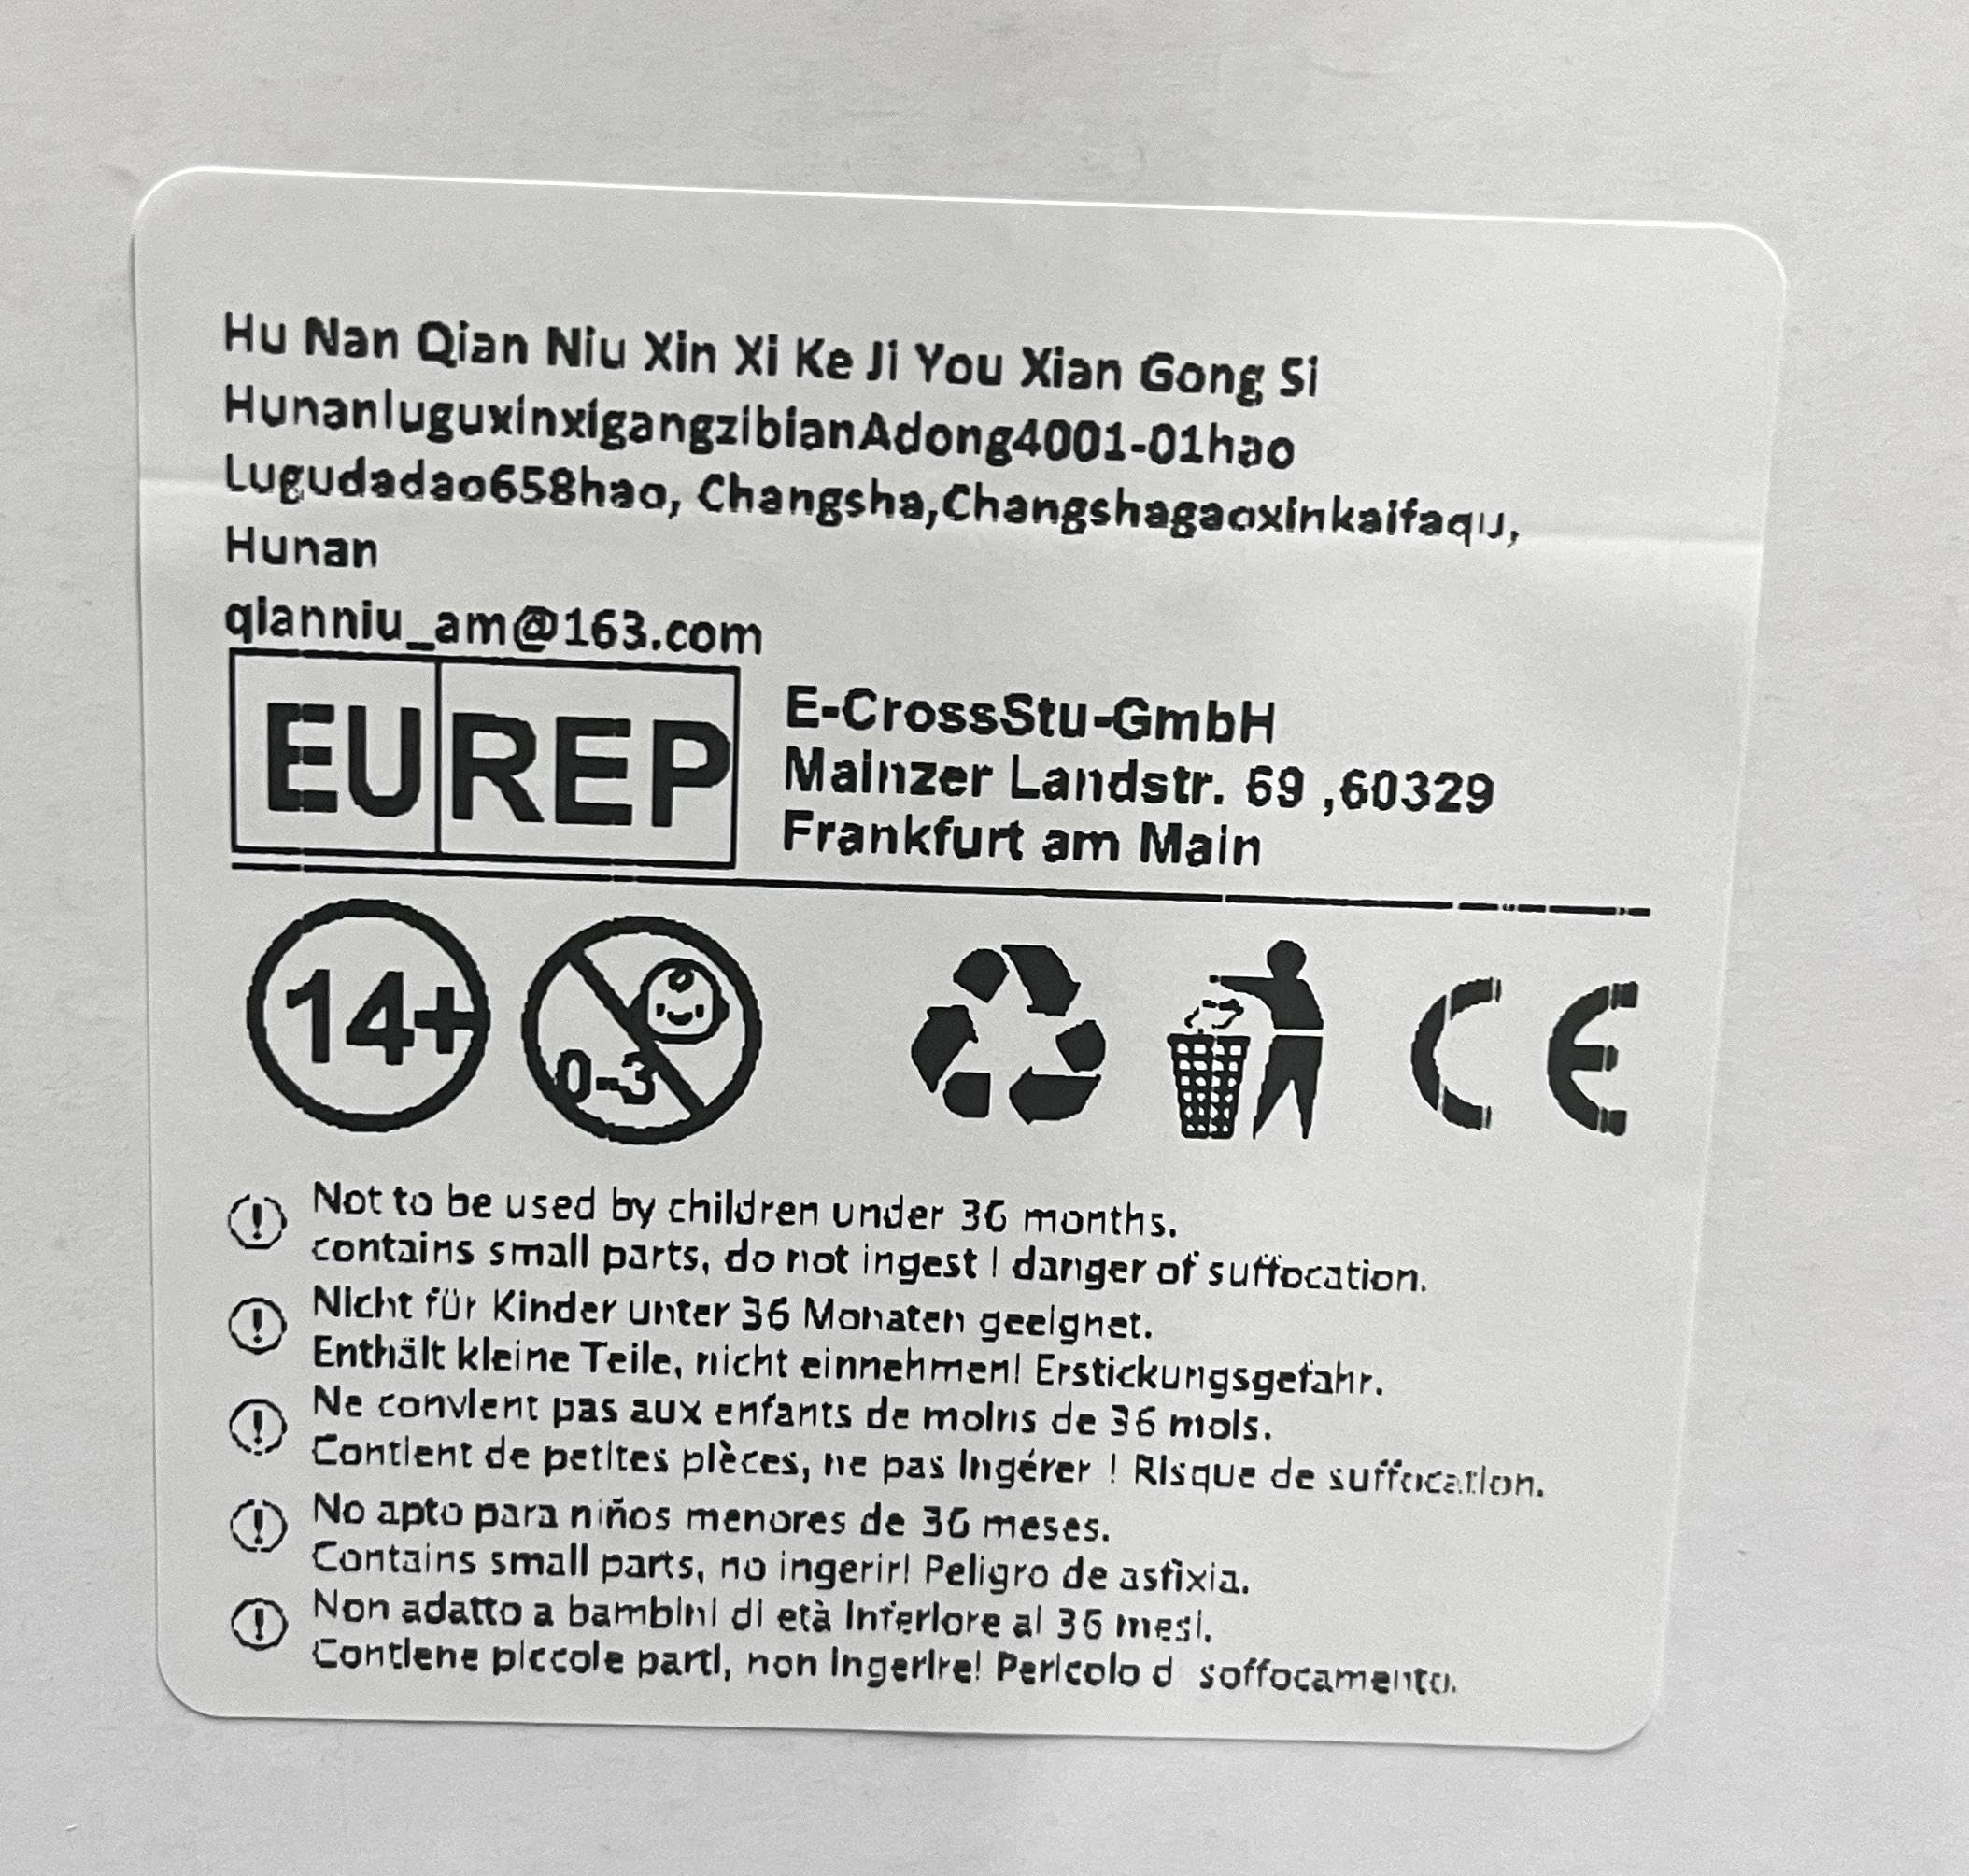 Hu Nan Qian Niu Xin Xi Ke Ji You Xian Gong Si
HunanluguxinxigangzibianAdong4001-01hao
Lugudadao658hao, Changsha,Changshagaoxinkaifaqu,
Hunan
qianniu_am@163.com
EU REP
E-CrossStu-GmbH
Mainzer Landstr. 69 ,60329
Frankfurt am Main
14+
0-3
CE
Not to be used by children under 36 months.
contains small parts, do not ingest ! danger of suffocation.
Nicht für Kinder unter 36 Monaten geeignet.
Enthält kleine Teile, nicht einnehmen! Erstickungsgefahr.
Ne convient pas aux enfants de moins de 36 mois.
Contient de petites pièces, ne pas ingérer ! Risque de suffocation.
No apto para niños menores de 36 meses.
Contains small parts, no ingerir! Peligro de asfixia.
Non adatto a bambini di età inferiore ai 36 mesi.
Contiene piccole parti, non ingerire! Pericolo d soffocamento.